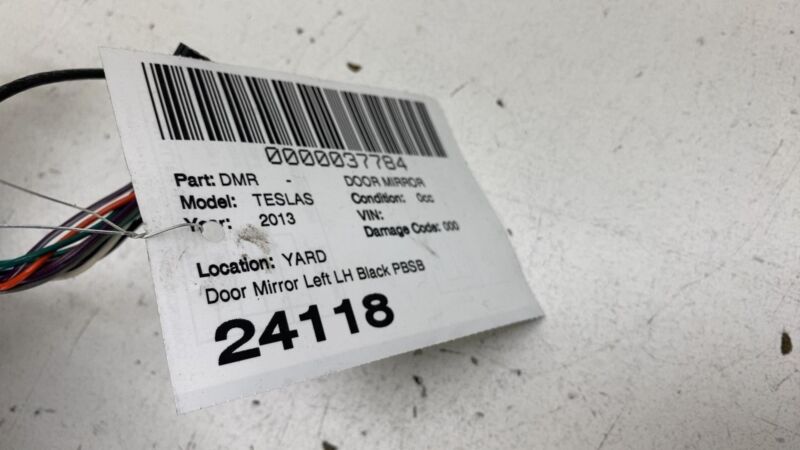 0000037784
Part: DMR - DOOR MIRROR
Model: TESLAS Condition: 0cc
Year: 2013 VIN:
Damage Code: 000
Location: YARD
Door Mirror Left LH Black PBSB
24118